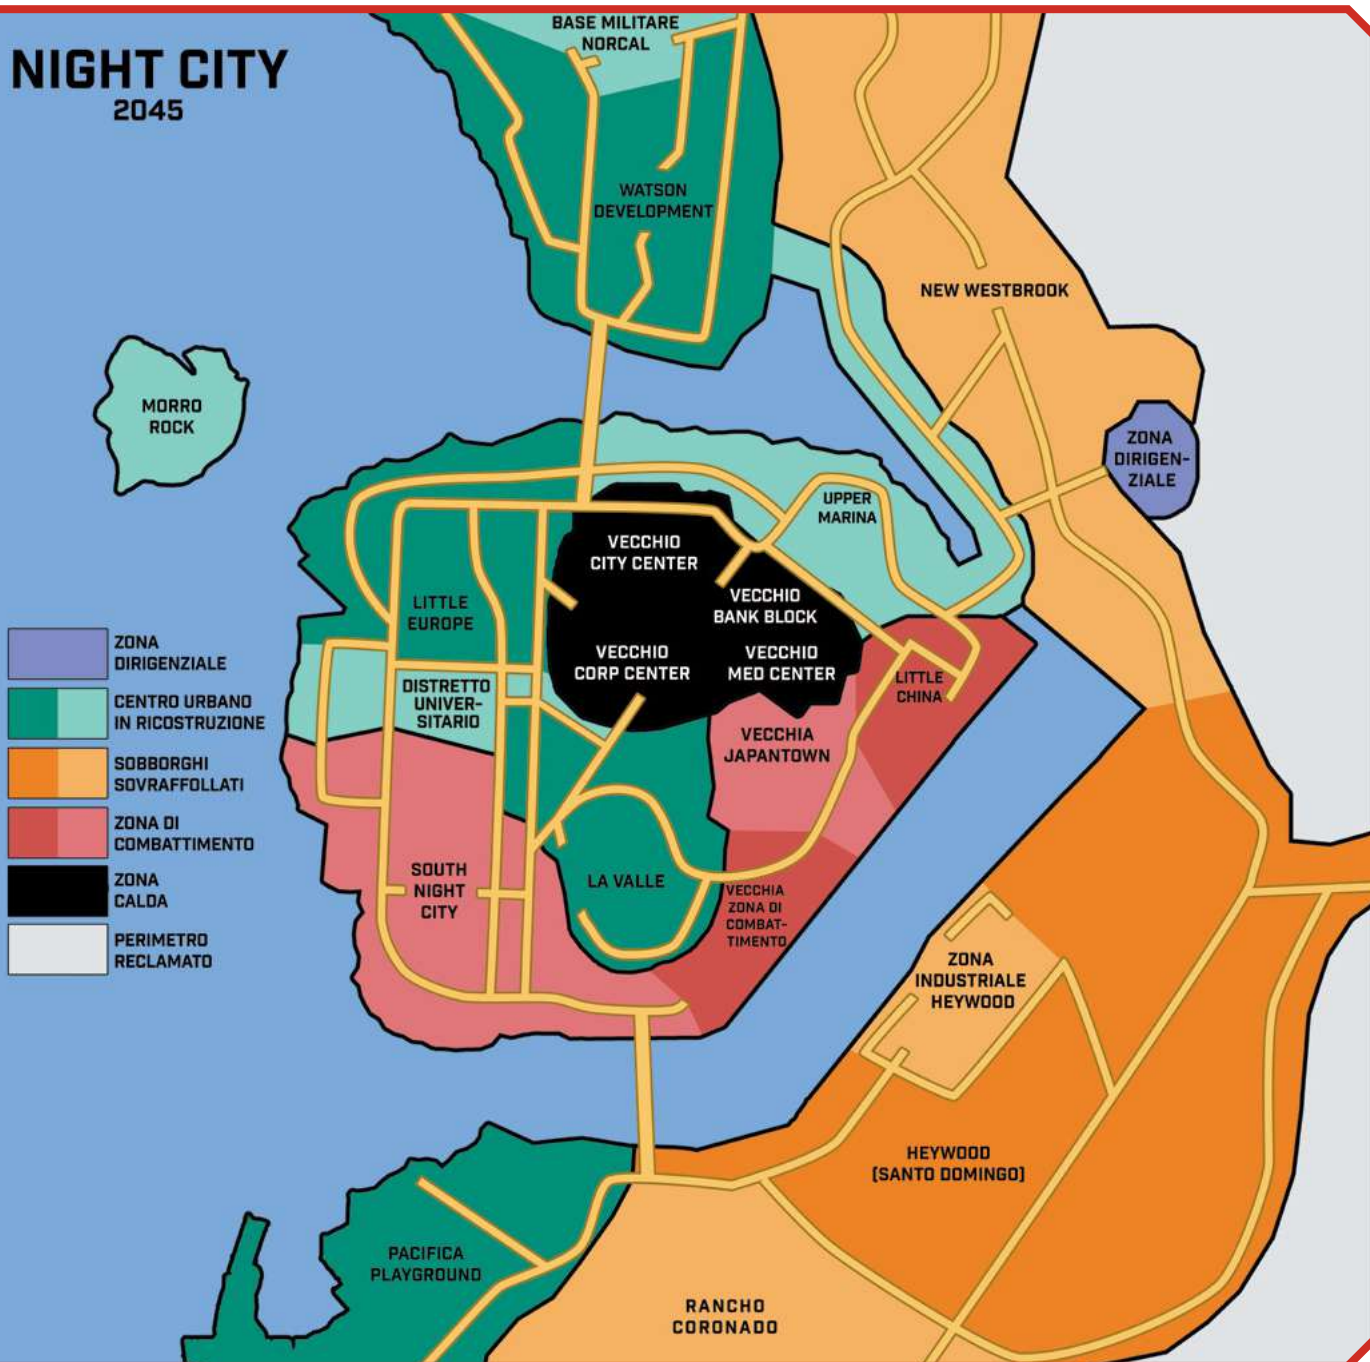 NIGHT CITY
2045
BASE MILITARE
NORCAL
WATSON
DEVELOPMENT
NEW WESTBROOK
MORRO
ROCK
ZONA
DIRIGEN-
ZIALE
UPPER
MARINA
VECCHIO
CITY CENTER
VECCHIO
BANK BLOCK
LITTLE
EUROPE
VECCHIO
CORP CENTER
VECCHIO
MED CENTER
LITTLE
CHINA
DISTRETTO
UNIVER-
SITARIO
VECCHIA
JAPANTOWN
SOUTH
NIGHT
CITY
LA VALLE
VECCHIA
ZONA DI
COMBAT-
TIMENTO
ZONA
INDUSTRIALE
HEYWOOD
HEYWOOD
(SANTO DOMINGO)
PACIFICA
PLAYGROUND
RANCHO
CORONADO
ZONA
DIRIGENZIALE
CENTRO URBANO
IN RICOSTRUZIONE
SOBBORGHI
SOVRAFFOLLATI
ZONA DI
COMBATTIMENTO
ZONA
CALDA
PERIMETRO
RECLAMATO